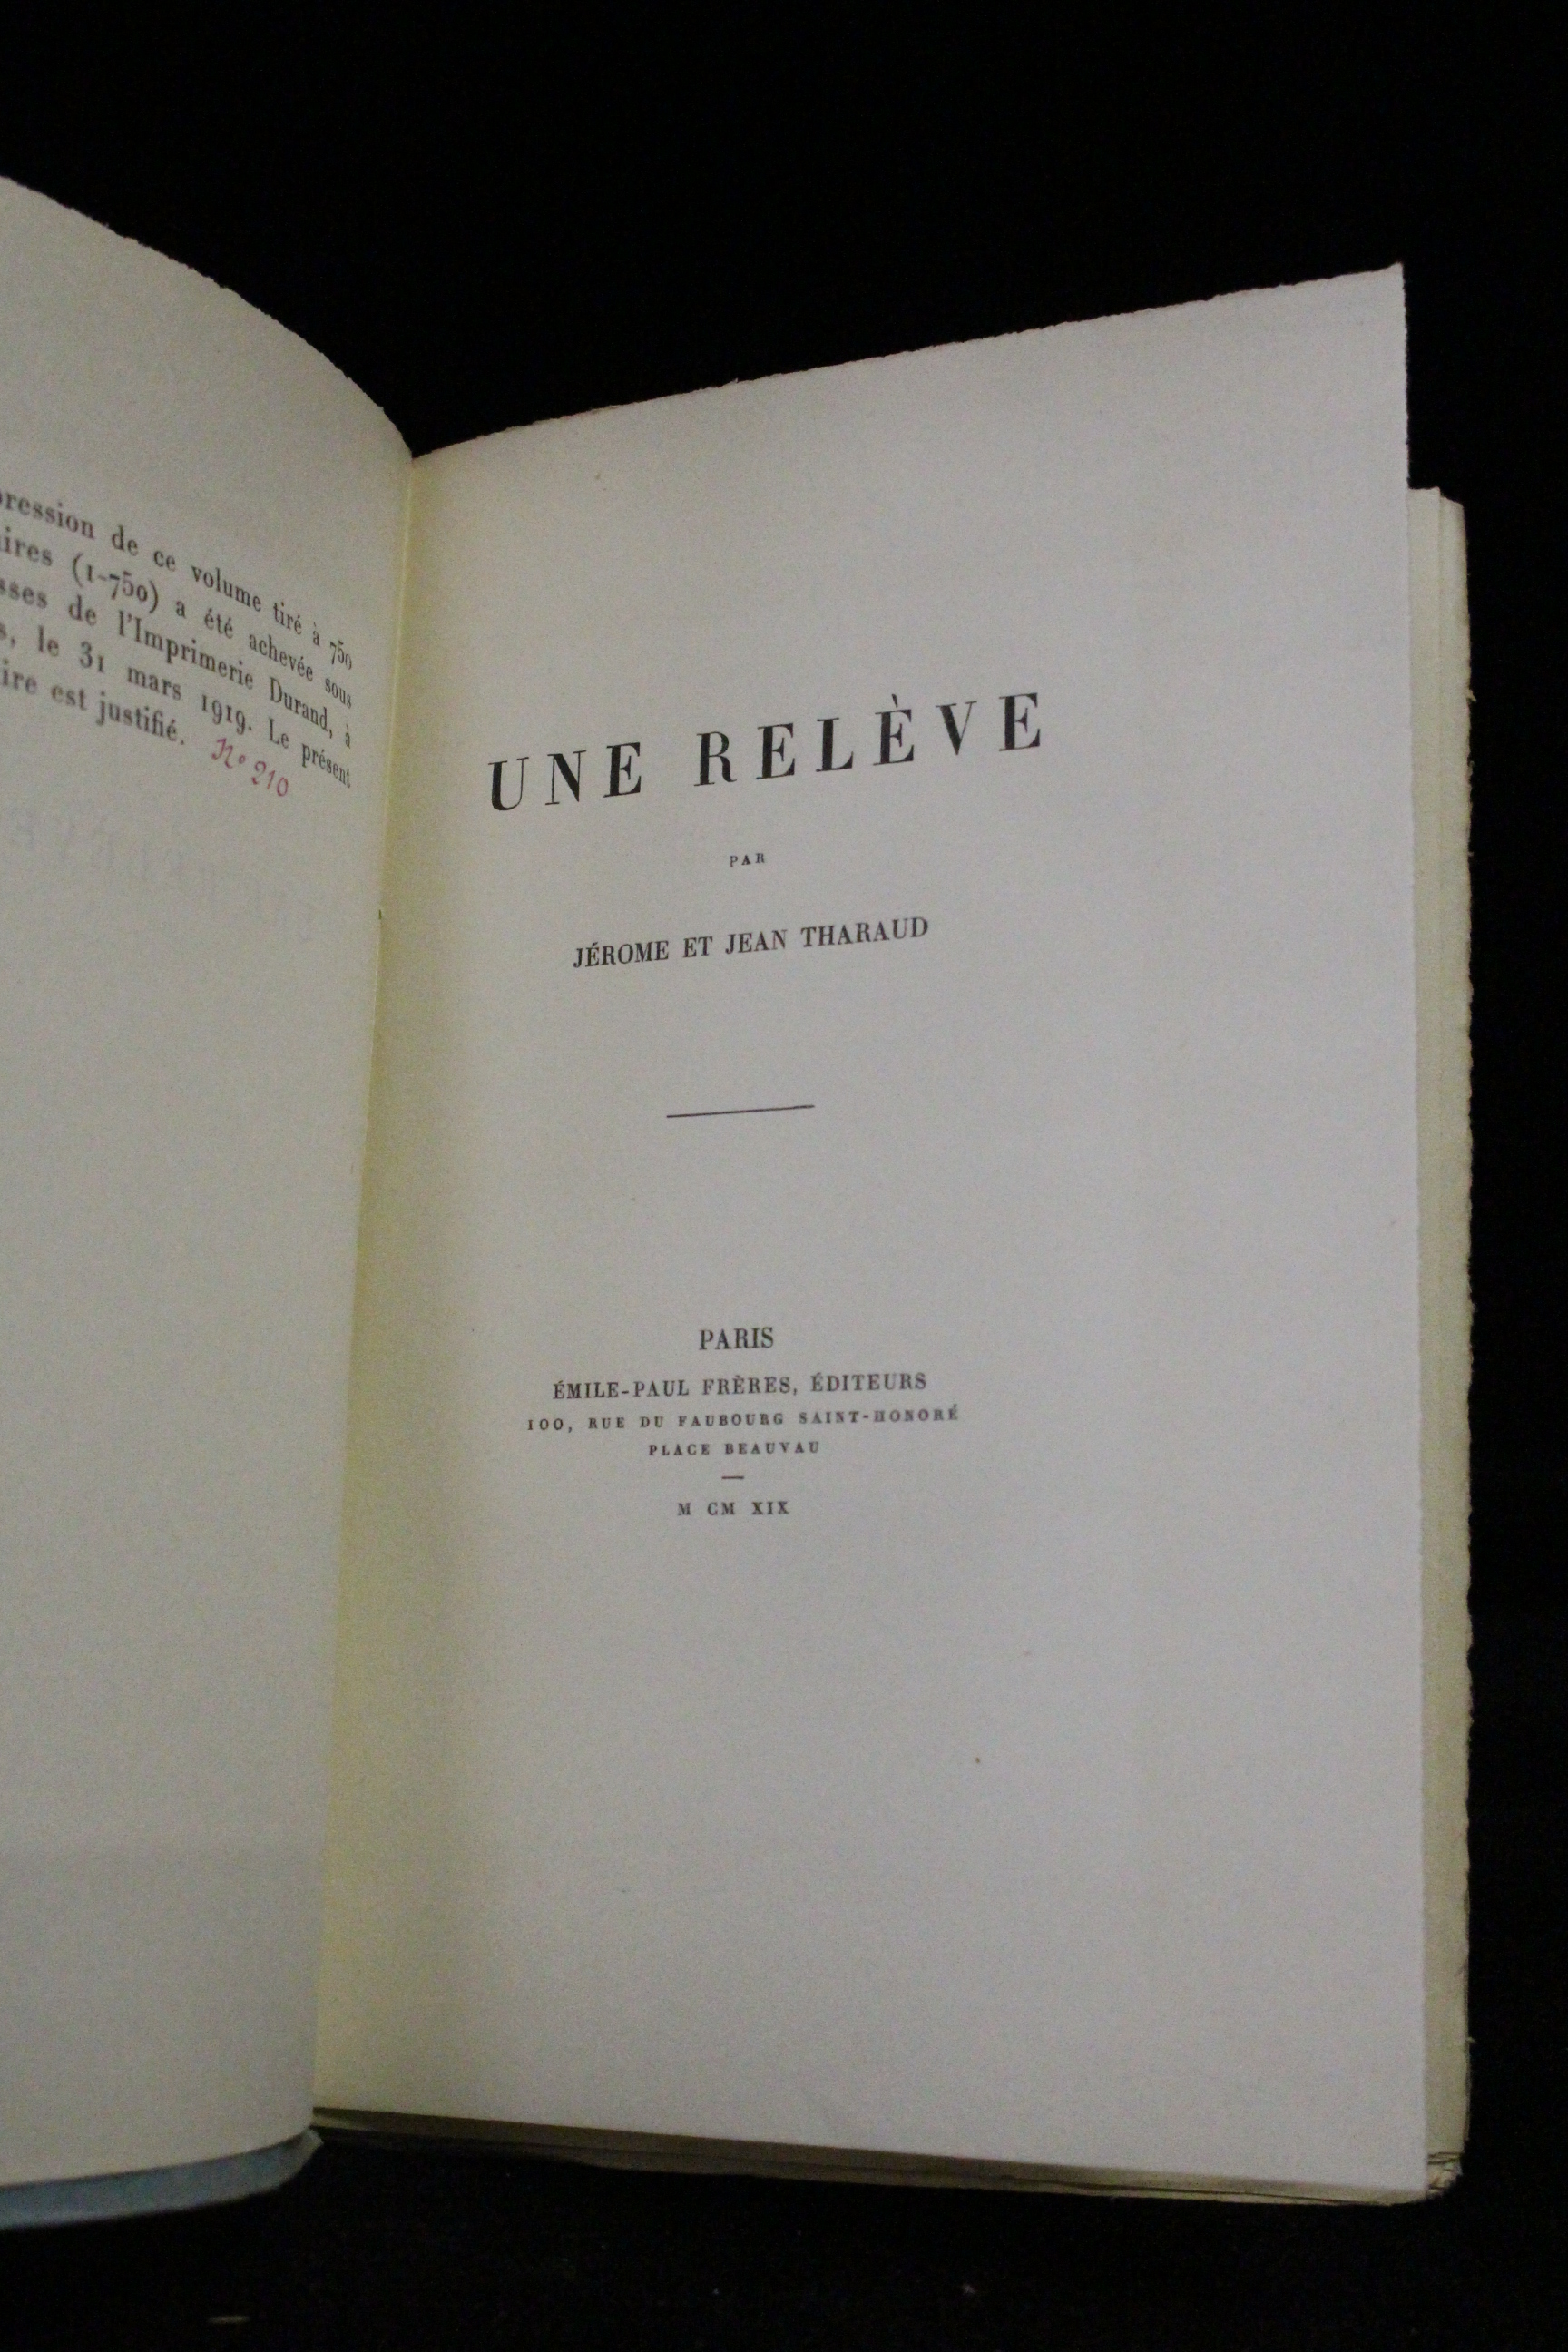 pression de ce volume tiré à 750
ires (1-750) a été achevée sous
sses de l'Imprimerie Durand, à
s, le 31 mars 1919. Le présent
ire est justifié. No 210
UNE RELÈVE
PAR
JÉROME ET JEAN THARAUD
PARIS
ÉMILE-PAUL FRÈRES, ÉDITEURS
100, RUE DU FAUBOURG SAINT-HONORÉ
PLACE BEAUVAU
M CM XIX